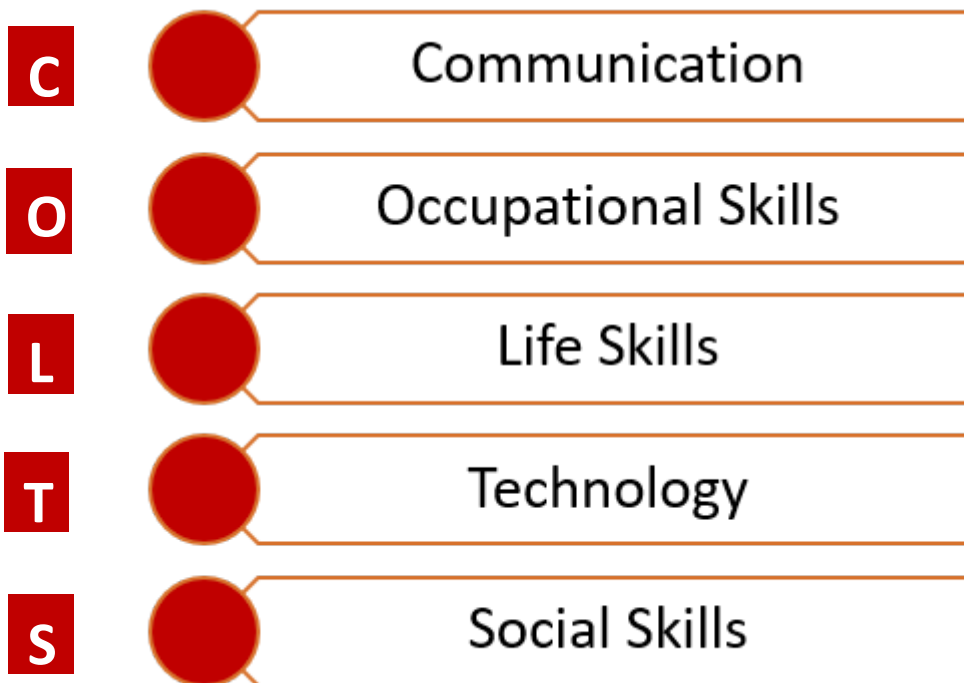 C Communication
O Occupational Skills
L Life Skills
T Technology
S Social Skills